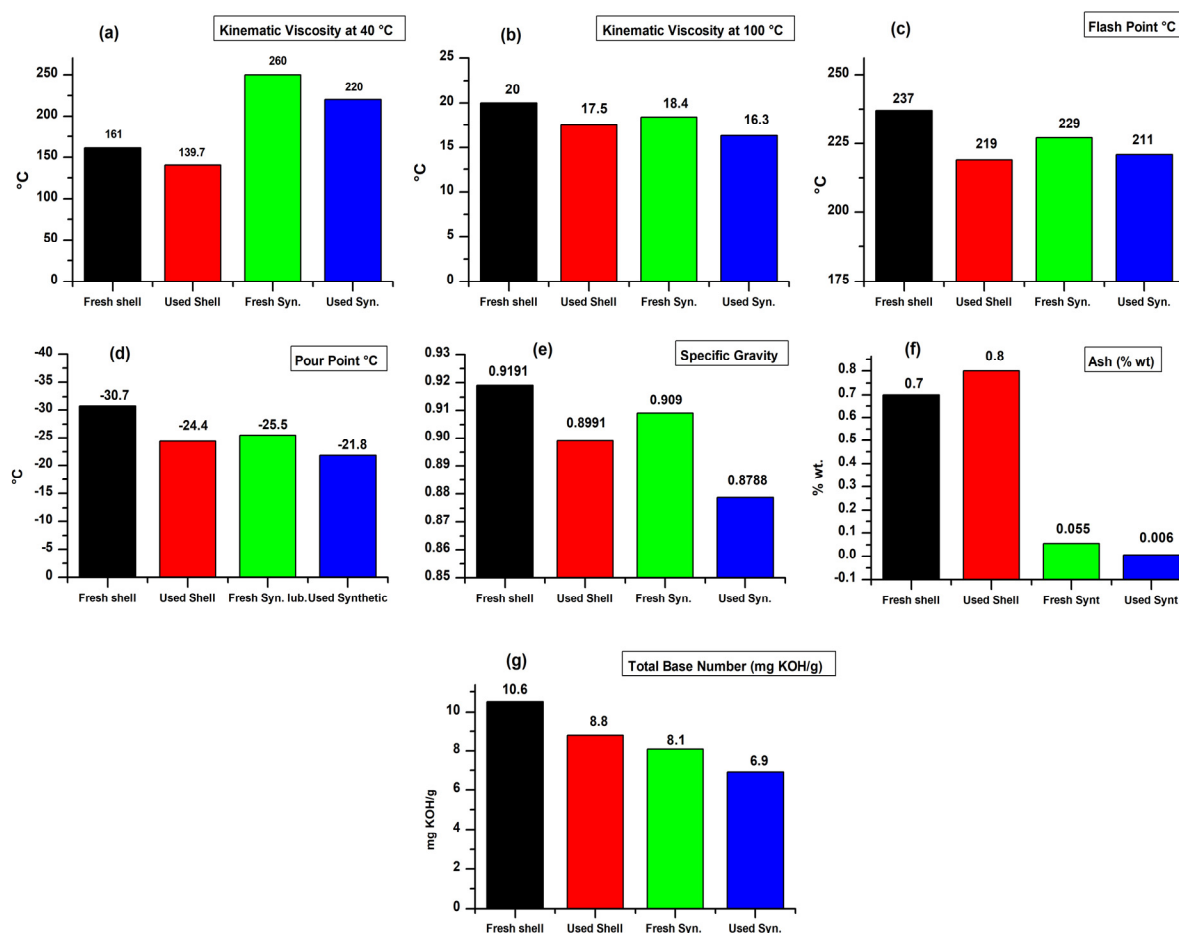 (a)
Kinematic Viscosity at 40 °C
°C
250
200
150
100
50
0
161
139.7
260
220
Fresh shell
Used Shell
Fresh Syn.
Used Syn.
(b)
Kinematic Viscosity at 100 °C
°C
25
20
15
10
5
0
20
17.5
18.4
16.3
Fresh shell
Used Shell
Fresh Syn.
Used Syn.
(c)
Flash Point °C
°C
250
225
200
175
237
219
229
211
Fresh shell
Used Shell
Fresh Syn.
Used Syn.
(d)
Pour Point °C
°C
-40
-35
-30
-25
-20
-15
-10
-5
0
-30.7
-24.4
-25.5
-21.8
Fresh shell
Used Shell
Fresh Syn. lub.
Used Synthetic
(e)
Specific Gravity
0.93
0.92
0.91
0.90
0.89
0.88
0.87
0.86
0.85
0.9191
0.8991
0.909
0.8788
Fresh shell
Used Shell
Fresh Syn.
Used Syn.
(f)
Ash (% wt)
% wt.
0.8
0.7
0.6
0.5
0.4
0.3
0.2
0.1
0.0
-0.1
0.7
0.8
0.055
0.006
Fresh shell
Used Shell
Fresh Synt
Used Synt
(g)
Total Base Number (mg KOH/g)
mg KOH/g
10
8
6
4
2
0
10.6
8.8
8.1
6.9
Fresh shell
Used Shell
Fresh Syn.
Used Syn.